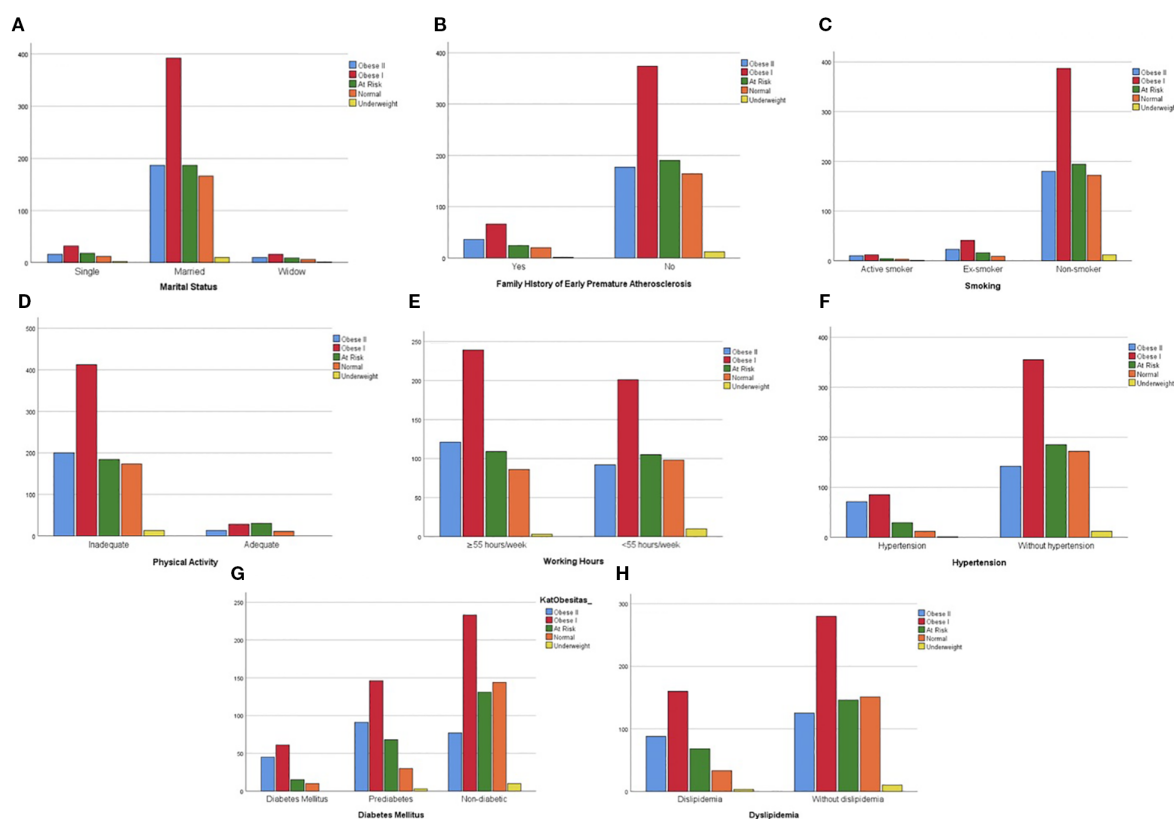 A
400
300
200
100
Obese II
Obese I
At Risk
Normal
Underweight
Single Married Widow
Marital Status
B
400
300
200
100
0
Obese II
Obese I
At Risk
Normal
Underweight
Yes No
Family HIstory of Early Premature Atherosclerosis
C
400
300
200
100
0
Obese II
Obese I
At Risk
Normal
Underweight
Active smoker Ex-smoker Non-smoker
Smoking
D
500
400
300
200
100
0
Obese II
Obese I
At Risk
Normal
Underweight
Inadequate Adequate
Physical Activity
E
250
200
150
100
50
0
Obese II
Obese I
At Risk
Normal
Underweight
≥55 hours/week <55 hours/week
Working Hours
F
400
300
200
100
0
Obese II
Obese I
At Risk
Normal
Underweight
Hypertension Without hypertension
Hypertension
G
250
200
150
100
50
0
KatObesitas_
Obese II
Obese I
At Risk
Normal
Underweight
Diabetes Mellitus Prediabetes Non-diabetic
Diabetes Mellitus
H
300
200
100
0
Obese II
Obese I
At Risk
Normal
Underweight
Dislipidemia Without dislipidemia
Dyslipidemia